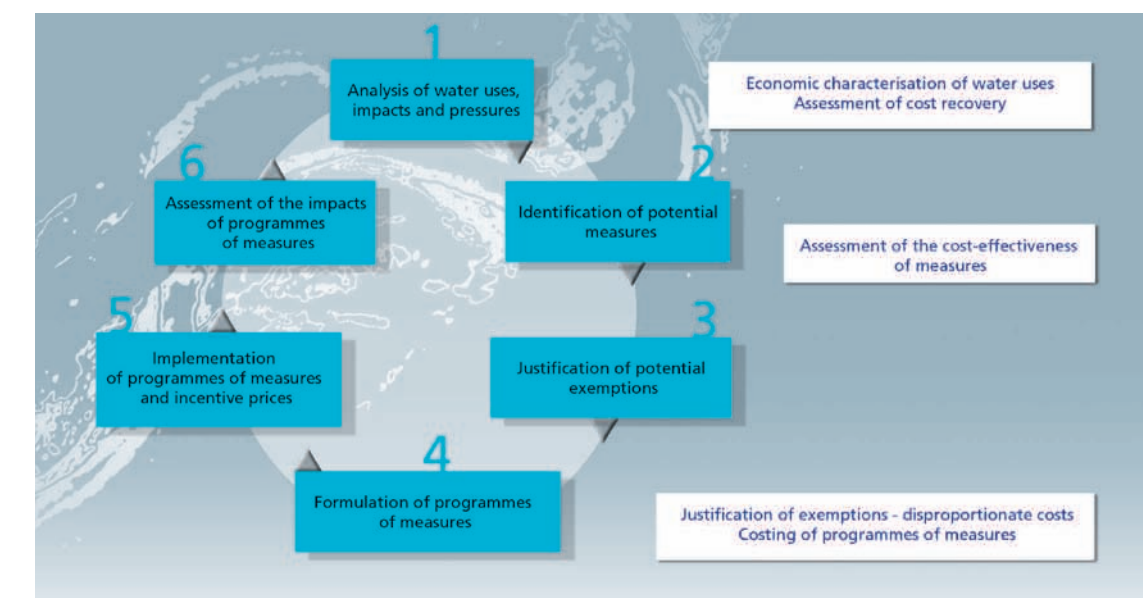 1
Analysis of water uses,
impacts and pressures
Economic characterisation of water uses
Assessment of cost recovery
2
Identification of potential
measures
Assessment of the cost-effectiveness
of measures
3
Justification of potential
exemptions
4
Formulation of programmes
of measures
Justification of exemptions - disproportionate costs
Costing of programmes of measures
5
Implementation
of programmes of measures
and incentive prices
6
Assessment of the impacts
of programmes
of measures